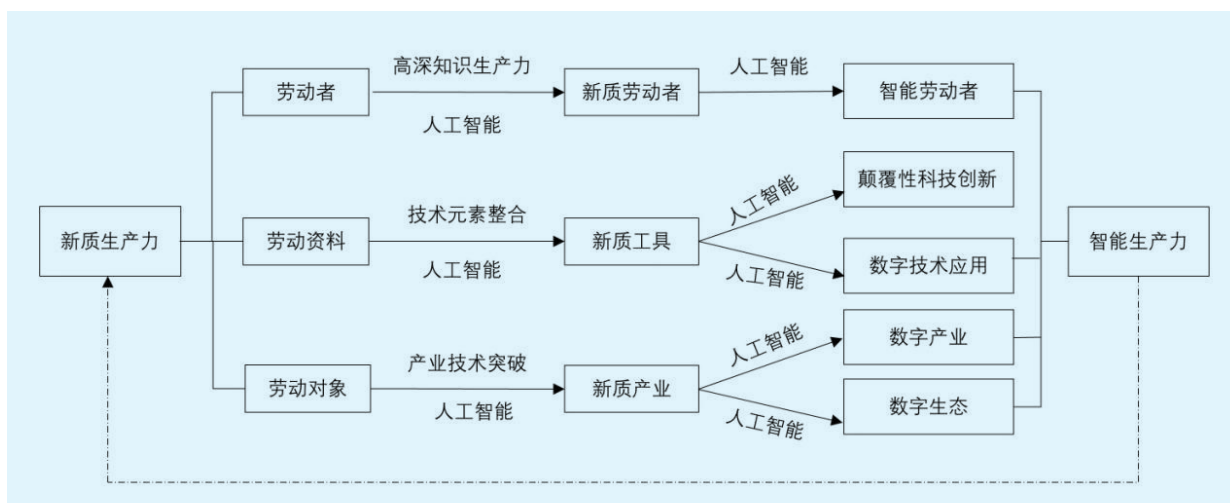 高深知识生产力
人工智能
劳动者
新质劳动者
智能劳动者
人工智能
颠覆性科技创新
人工智能
技术元素整合
新质生产力
劳动资料
新质工具
智能生产力
人工智能
人工智能
数字技术应用
数字产业
人工智能
产业技术突破
劳动对象
新质产业
人工智能
人工智能
数字生态